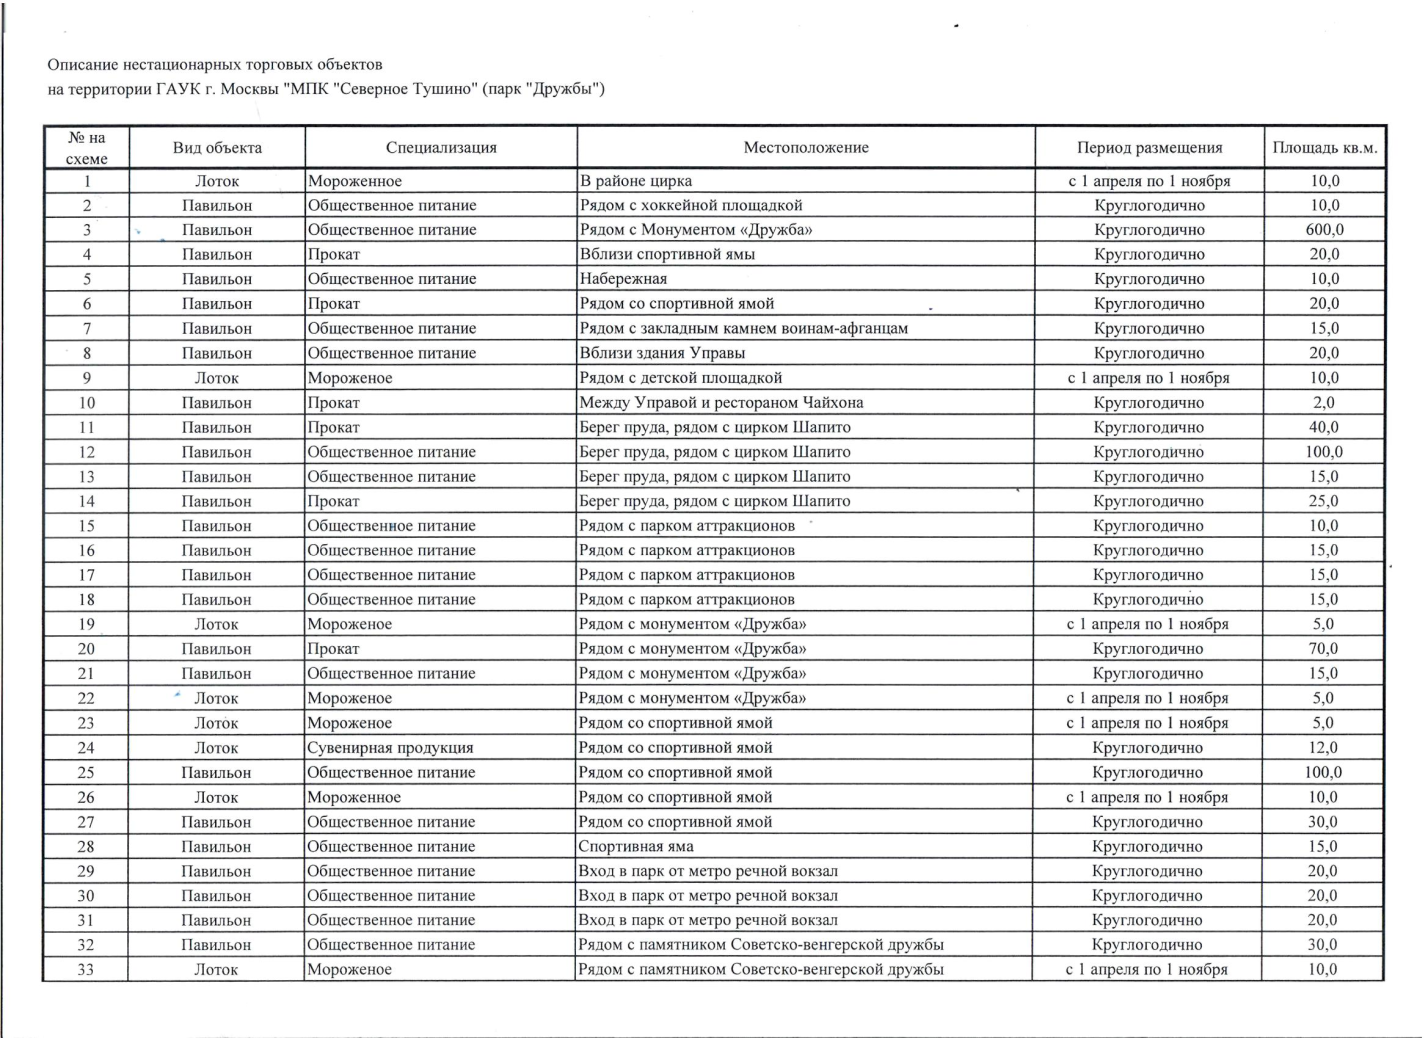 Описание нестационарных торговых объектов
на территории ГАУК г. Москвы "МПК "Северное Тушино" (парк "Дружбы")
№ на схеме Вид объекта Специализация Местоположение Период размещения Площадь кв.м.
1 Лоток Мороженное В районе цирка с 1 апреля по 1 ноября 10,0
2 Павильон Общественное питание Рядом с хоккейной площадкой Круглогодично 10,0
3 Павильон Общественное питание Рядом с Монументом «Дружба» Круглогодично 600,0
4 Павильон Прокат Вблизи спортивной ямы Круглогодично 20,0
5 Павильон Общественное питание Набережная Круглогодично 10,0
6 Павильон Прокат Рядом со спортивной ямой Круглогодично 20,0
7 Павильон Общественное питание Рядом с закладным камнем воинам-афганцам Круглогодично 15,0
8 Павильон Общественное питание Вблизи здания Управы Круглогодично 20,0
9 Лоток Мороженое Рядом с детской площадкой с 1 апреля по 1 ноября 10,0
10 Павильон Прокат Между Управой и рестораном Чайхона Круглогодично 2,0
11 Павильон Прокат Берег пруда, рядом с цирком Шапито Круглогодично 40,0
12 Павильон Общественное питание Берег пруда, рядом с цирком Шапито Круглогодично 100,0
13 Павильон Общественное питание Берег пруда, рядом с цирком Шапито Круглогодично 15,0
14 Павильон Прокат Берег пруда, рядом с цирком Шапито Круглогодично 25,0
15 Павильон Общественное питание Рядом с парком аттракционов Круглогодично 10,0
16 Павильон Общественное питание Рядом с парком аттракционов Круглогодично 15,0
17 Павильон Общественное питание Рядом с парком аттракционов Круглогодично 15,0
18 Павильон Общественное питание Рядом с парком аттракционов Круглогодично 15,0
19 Лоток Мороженое Рядом с монументом «Дружба» с 1 апреля по 1 ноября 5,0
20 Павильон Прокат Рядом с монументом «Дружба» Круглогодично 70,0
21 Павильон Общественное питание Рядом с монументом «Дружба» Круглогодично 15,0
22 Лоток Мороженое Рядом с монументом «Дружба» с 1 апреля по 1 ноября 5,0
23 Лоток Мороженое Рядом со спортивной ямой с 1 апреля по 1 ноября 5,0
24 Лоток Сувенирная продукция Рядом со спортивной ямой Круглогодично 12,0
25 Павильон Общественное питание Рядом со спортивной ямой Круглогодично 100,0
26 Лоток Мороженное Рядом со спортивной ямой с 1 апреля по 1 ноября 10,0
27 Павильон Общественное питание Рядом со спортивной ямой Круглогодично 30,0
28 Павильон Общественное питание Спортивная яма Круглогодично 15,0
29 Павильон Общественное питание Вход в парк от метро речной вокзал Круглогодично 20,0
30 Павильон Общественное питание Вход в парк от метро речной вокзал Круглогодично 20,0
31 Павильон Общественное питание Вход в парк от метро речной вокзал Круглогодично 20,0
32 Павильон Общественное питание Рядом с памятником Советско-венгерской дружбы Круглогодично 30,0
33 Лоток Мороженое Рядом с памятником Советско-венгерской дружбы с 1 апреля по 1 ноября 10,0